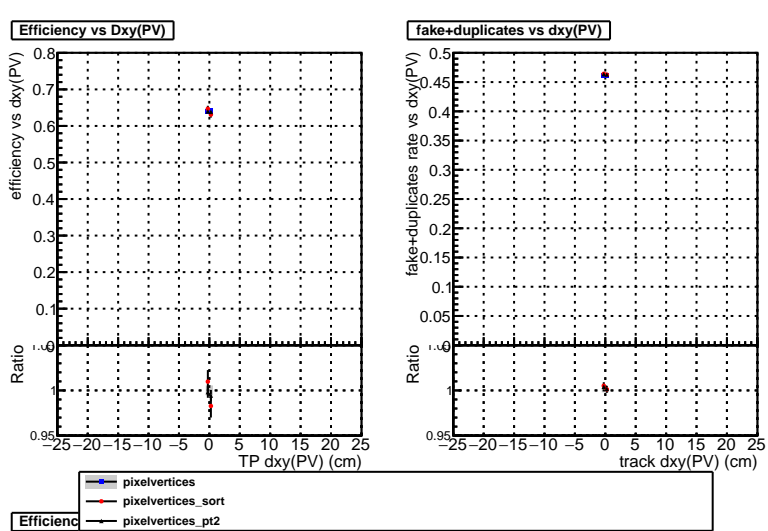 Efficiency vs Dxy(PV)
efficiency vs dxy(PV)
0.8
0.7
0.6
0.5
0.4
0.3
0.2
0.1
0
Ratio
1
0.95
−25 −20 −15 −10 −5 0 5 10 15 20 25
TP dxy(PV) (cm)
fake+duplicates vs dxy(PV)
fake+duplicates rate vs dxy(PV)
0.5
0.45
0.4
0.35
0.3
0.25
0.2
0.15
0.1
0.05
0
Ratio
1
0.95
−25 −20 −15 −10 −5 0 5 10 15 20 25
track dxy(PV) (cm)
pixelvertices
pixelvertices_sort
pixelvertices_pt2
Efficienc